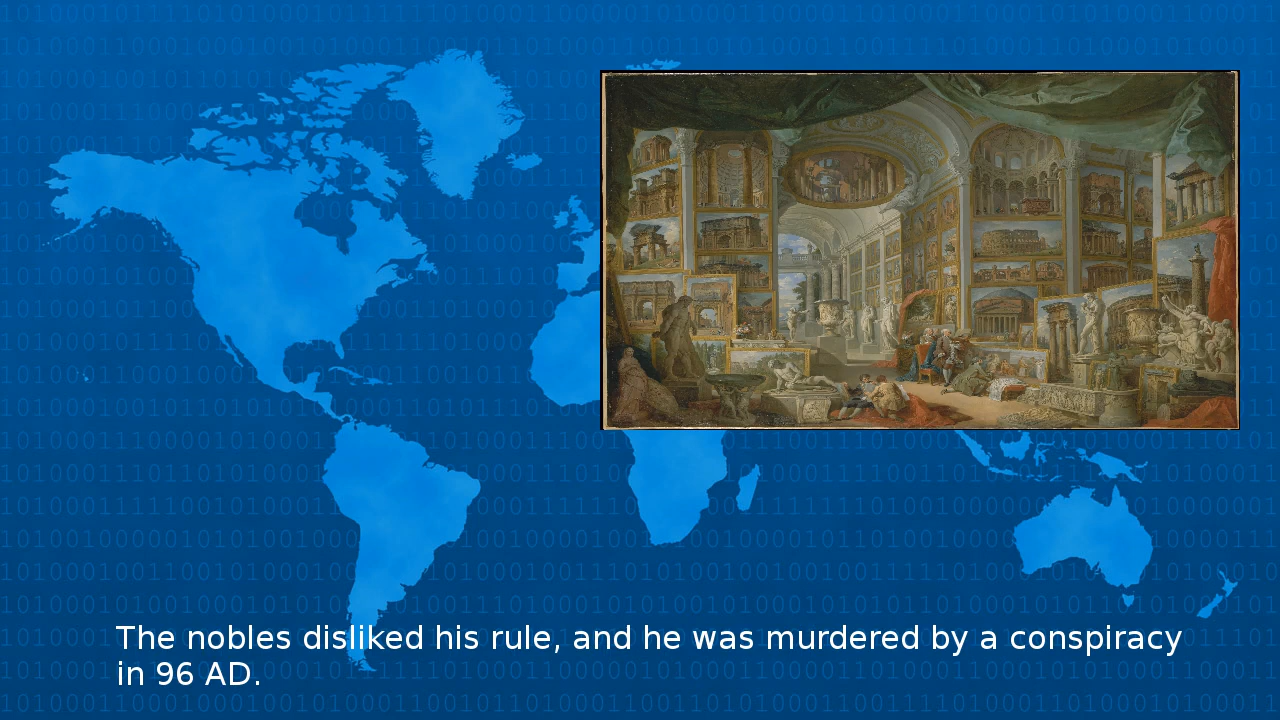 The nobles disliked his rule, and he was murdered by a conspiracy
in 96 AD.